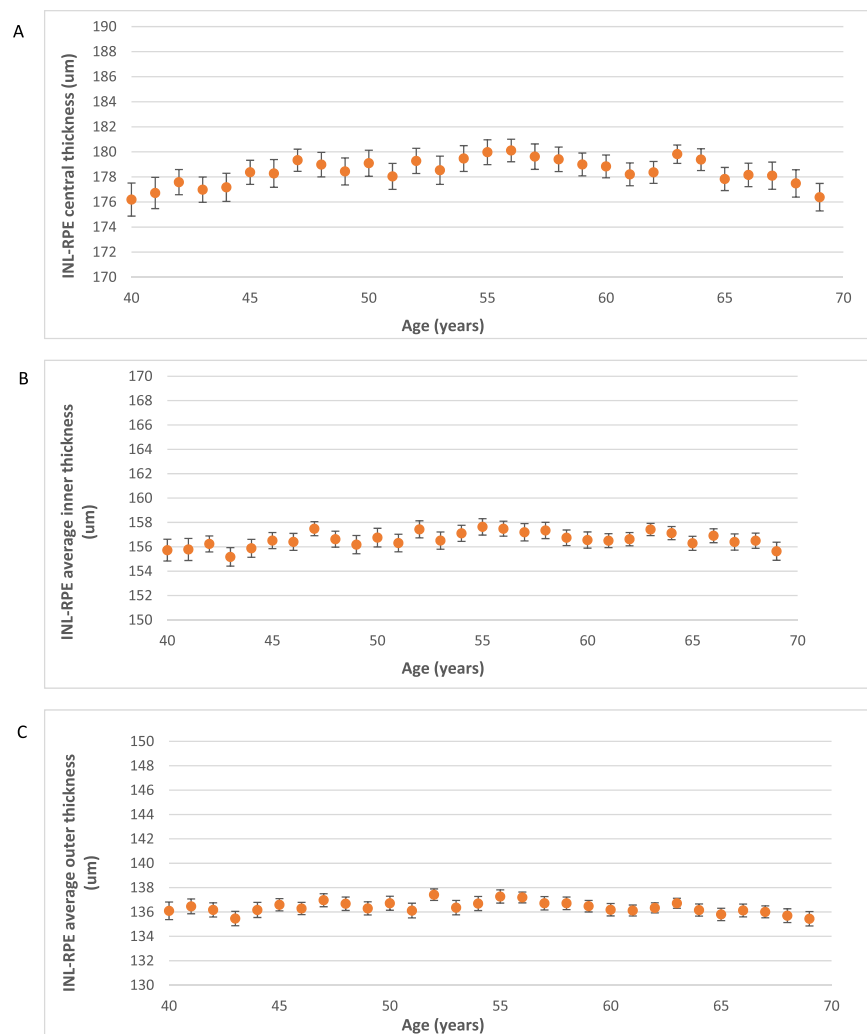 A
INL-RPE central thickness (um)
190
188
186
184
182
180
178
176
174
172
170
40 45 50 55 60 65 70
Age (years)
B
INL-RPE average inner thickness
(um)
170
168
166
164
162
160
158
156
154
152
150
40 45 50 55 60 65 70
Age (years)
C
INL-RPE average outer thickness
(um)
150
148
146
144
142
140
138
136
134
132
130
40 45 50 55 60 65 70
Age (years)